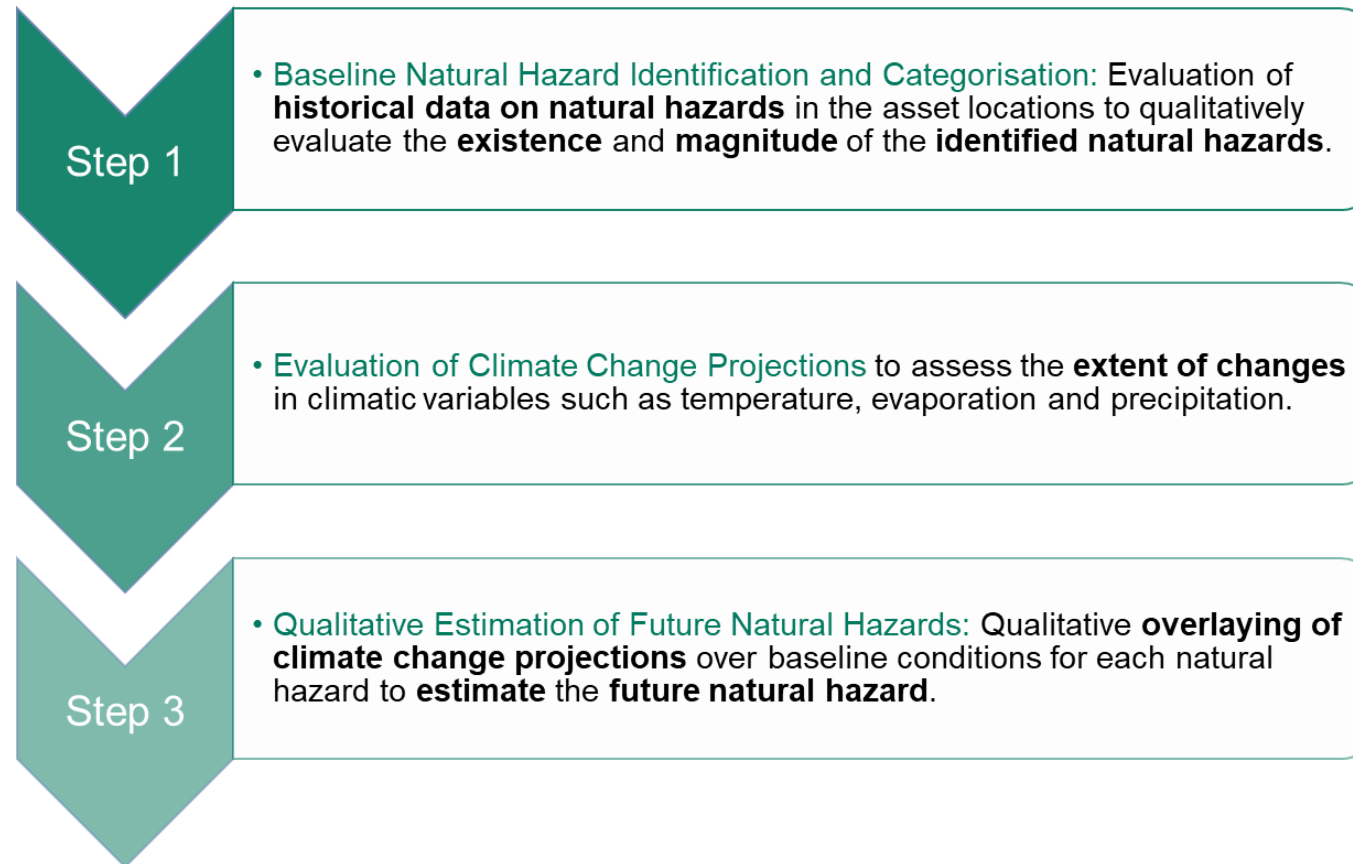 Step 1
• Baseline Natural Hazard Identification and Categorisation: Evaluation of
historical data on natural hazards in the asset locations to qualitatively
evaluate the existence and magnitude of the identified natural hazards.
Step 2
• Evaluation of Climate Change Projections to assess the extent of changes
in climatic variables such as temperature, evaporation and precipitation.
Step 3
• Qualitative Estimation of Future Natural Hazards: Qualitative overlaying of
climate change projections over baseline conditions for each natural
hazard to estimate the future natural hazard.